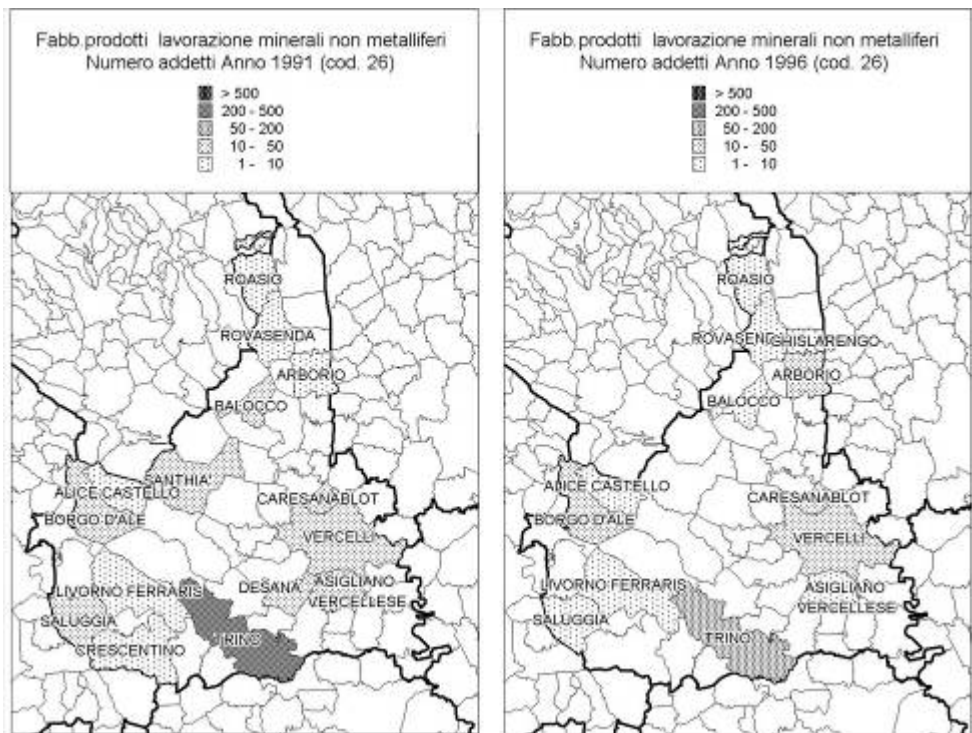 Fabb.prodotti lavorazione minerali non metalliferi
Numero addetti Anno 1991 (cod. 26)
> 500
200 - 500
50 - 200
10 - 50
1 - 10
ROASIO
ROVASENDA
ARBORIO
BALOCCO
SANTHIA'
ALICE CASTELLO
CARESANABLOT
BORGO D'ALE
VERCELLI
DESANA
ASIGLIANO
VERCELLESE
LIVORNO FERRARIS
SALUGGIA
TRINO
CRESCENTINO
Fabb.prodotti lavorazione minerali non metalliferi
Numero addetti Anno 1996 (cod. 26)
> 500
200 - 500
50 - 200
10 - 50
1 - 10
ROASIO
ROVASEND
GHISLARENGO
ARBORIO
BALOCCO
ALICE CASTELLO
CARESANABLOT
BORGO D'ALE
VERCELLI
LIVORNO FERRARIS
ASIGLIANO
VERCELLESE
SALUGGIA
TRINO